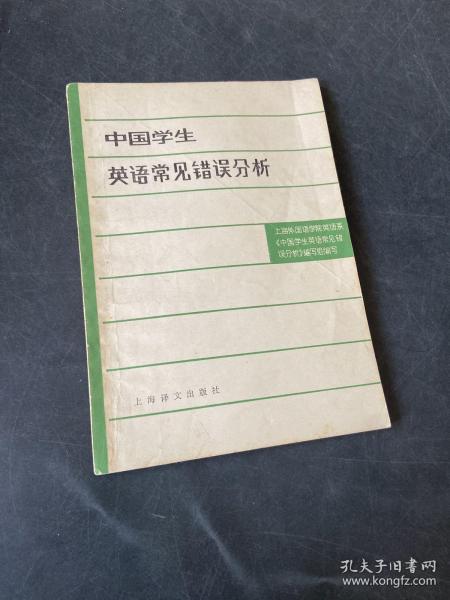 中国学生
英语常见错误分析
上海外国语学院英语系
《中国学生英语常见错
误分析》编写组编写
上海译文出版社
孔夫子旧书网
www.kongfz.com